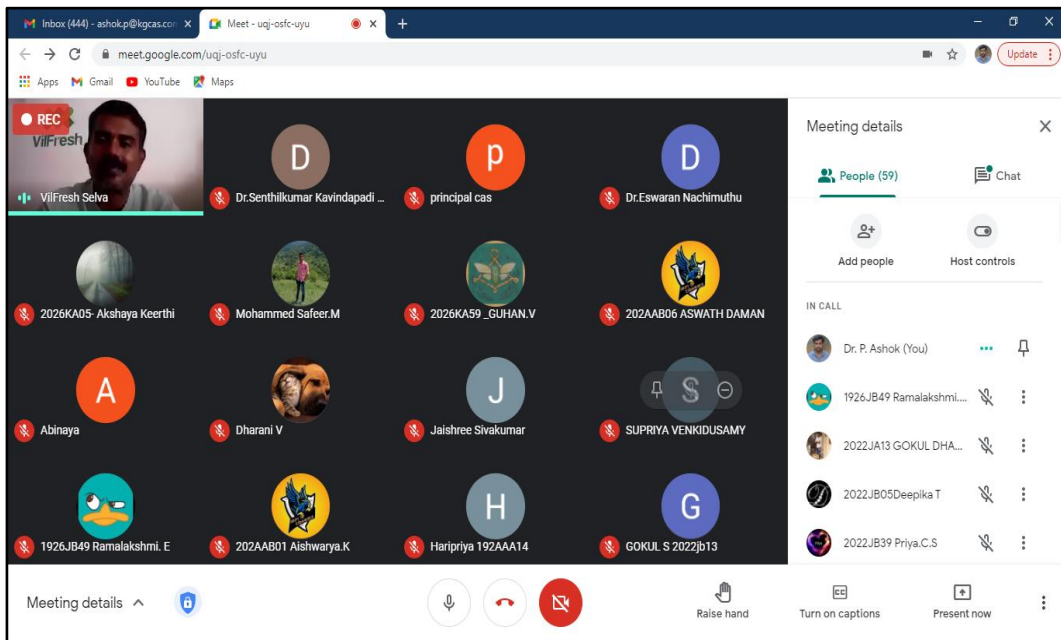 Inbox (444) - ashok.p@kgcas.con
Meet - uqj-osfc-uyu
meet.google.com/uqj-osfc-uyu
Update
Apps
Gmail
YouTube
Maps
REC
VilFresh
VilFresh Selva
D
Dr.Senthilkumar Kavindapadi ...
p
principal cas
D
Dr.Eswaran Nachimuthu
2026KA05- Akshaya Keerthi
Mohammed Safeer.M
2026KA59 _GUHAN.V
202AAB06 ASWATH DAMAN
A
Abinaya
Dharani V
J
Jaishree Sivakumar
S
SUPRIYA VENKIDUSAMY
1926JB49 Ramalakshmi. E
202AAB01 Aishwarya.K
H
Haripriya 192AAA14
G
GOKUL S 2022jb13
Meeting details
People (59)
Chat
Add people
Host controls
IN CALL
Dr. P. Ashok (You)
1926JB49 Ramalakshmi....
2022JA13 GOKUL DHA...
2022JB05Deepika T
2022JB39 Priya.C.S
Meeting details
Raise hand
CC
Turn on captions
Present now